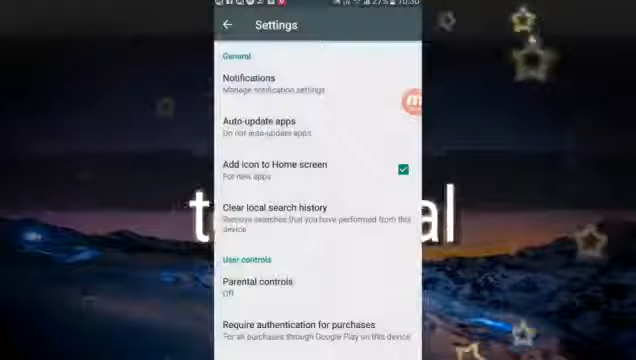 Settings
General
Notifications
Manage notification settings
Auto-update apps
Do not auto-update apps
Add icon to Home screen
For new apps
Clear local search history
Remove searches that you have performed from this
device
User controls
Parental controls
Off
Require authentication for purchases
For all purchases through Google Play on this device